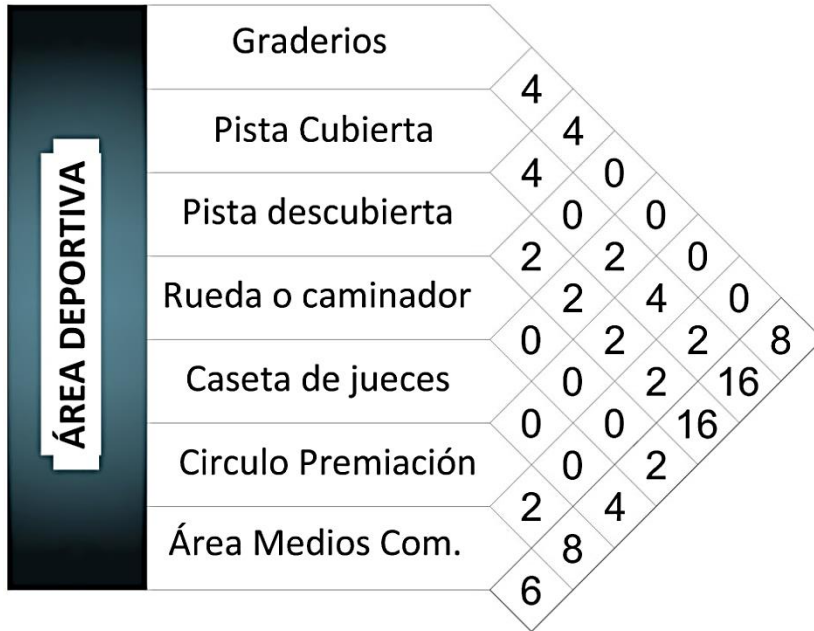 ÁREA DEPORTIVA
Graderios
4
Pista Cubierta 4
4 0
Pista descubierta 0 0
2 2 0
Rueda o caminador 2 4 0
0 2 2 8
Caseta de jueces 0 2 16
0 0 16
Circulo Premiación 0 2
2 4
Área Medios Com. 8
6